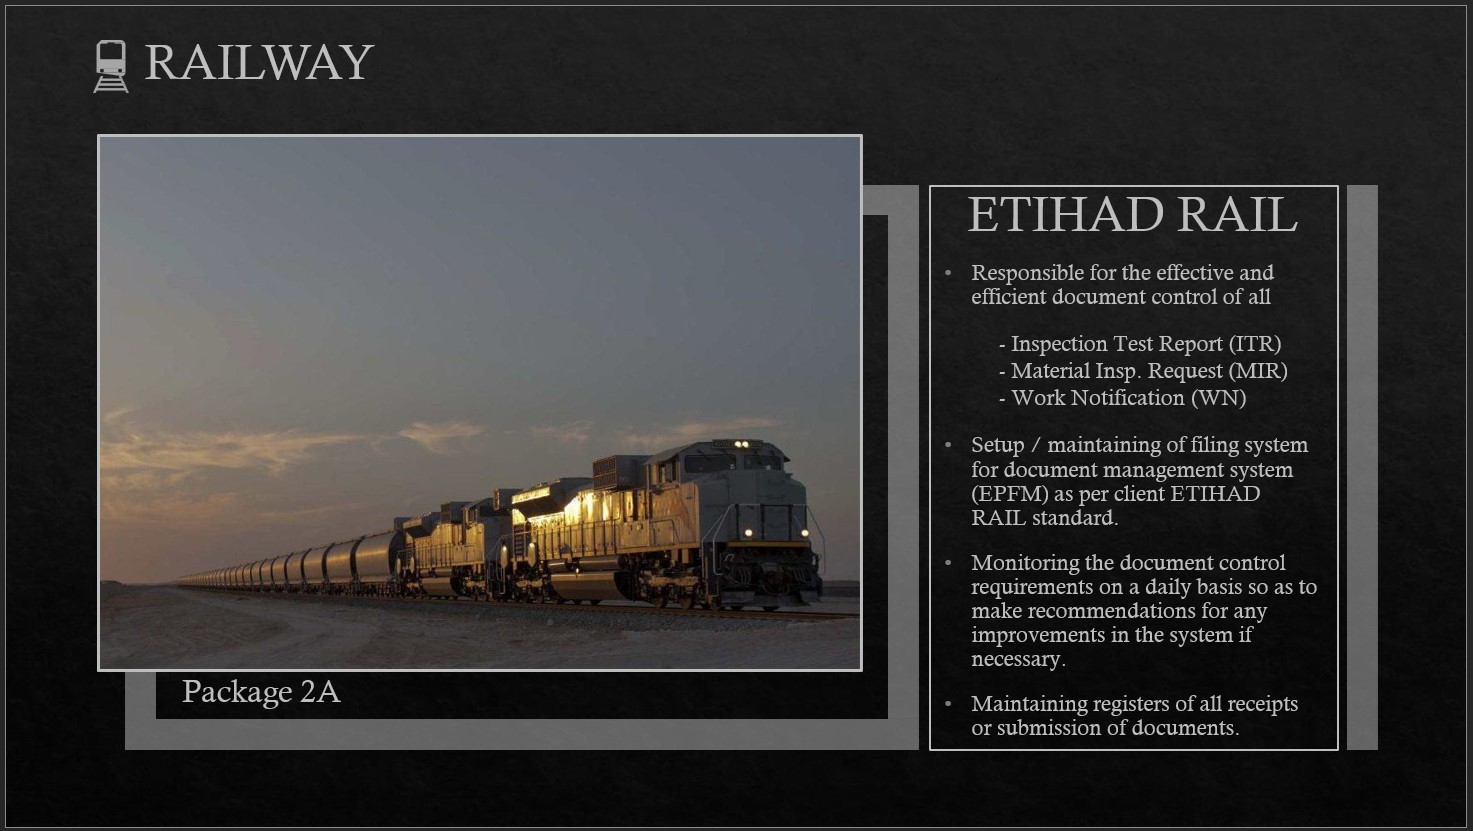 RAILWAY
ETIHAD RAIL
• Responsible for the effective and
efficient document control of all
- Inspection Test Report (ITR)
- Material Insp. Request (MIR)
- Work Notification (WN)
• Setup / maintaining of filing system
for document management system
(EPFM) as per client ETIHAD
RAIL standard.
• Monitoring the document control
requirements on a daily basis so as to
make recommendations for any
improvements in the system if
necessary.
• Maintaining registers of all receipts
or submission of documents.
Package 2A